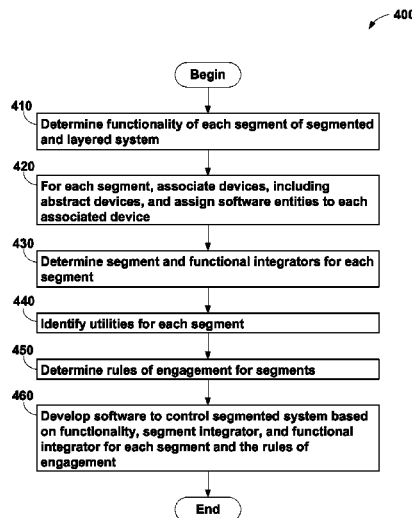 400
Begin
410
Determine functionality of each segment of segmented
and layered system
420
For each segment, associate devices, including
abstract devices, and assign software entities to each
associated device
430
Determine segment and functional integrators for each
segment
440
Identify utilities for each segment
450
Determine rules of engagement for segments
460
Develop software to control segmented system based
on functionality, segment integrator, and functional
integrator for each segment and the rules of
engagement
End